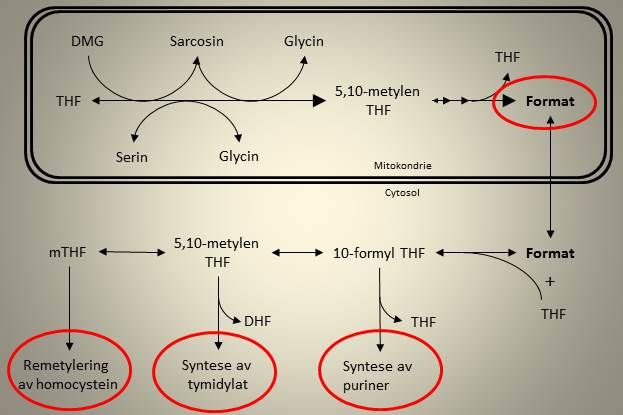 DMG
Sarcosin
Glycin
THF
THF
5,10-metylen
THF
Format
Serin
Glycin
Mitokondrie
Cytosol
mTHF
5,10-metylen
THF
10-formyl THF
Format
+
THF
DHF
THF
Remetylering
av homocystein
Syntese av
tymidylat
Syntese av
puriner